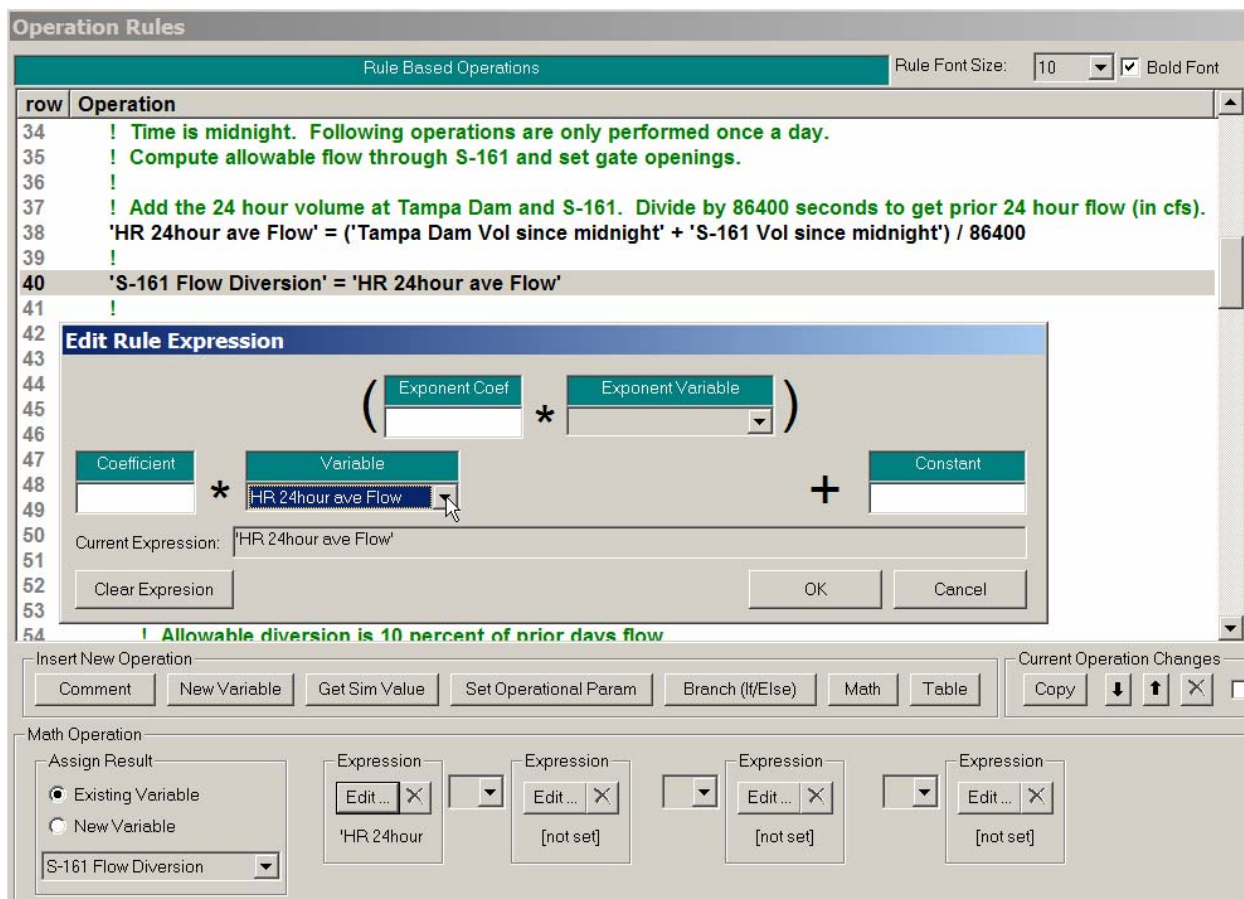 Operation Rules
Rule Based Operations Rule Font Size: 10 Bold Font
row Operation
34 ! Time is midnight. Following operations are only performed once a day.
35 ! Compute allowable flow through S-161 and set gate openings.
36 !
37 ! Add the 24 hour volume at Tampa Dam and S-161. Divide by 86400 seconds to get prior 24 hour flow (in cfs).
38 'HR 24hour ave Flow' = ('Tampa Dam Vol since midnight' + 'S-161 Vol since midnight') / 86400
39 !
40 'S-161 Flow Diversion' = 'HR 24hour ave Flow'
41 !
42
Edit Rule Expression
43
44
( Exponent Coef * Exponent Variable )
45
46
47
Coefficient * Variable + Constant
48
HR 24hour ave Flow
49
50
Current Expression: 'HR 24hour ave Flow'
51
52
Clear Expresion OK Cancel
53
54 ! Allowable diversion is 10 percent of prior days flow
Insert New Operation Current Operation Changes
Comment New Variable Get Sim Value Set Operational Param Branch (If/Else) Math Table Copy
Math Operation
Assign Result Expression Expression Expression Expression
Existing Variable Edit ... Edit ... Edit ... Edit ...
New Variable 'HR 24hour [not set] [not set] [not set]
S-161 Flow Diversion